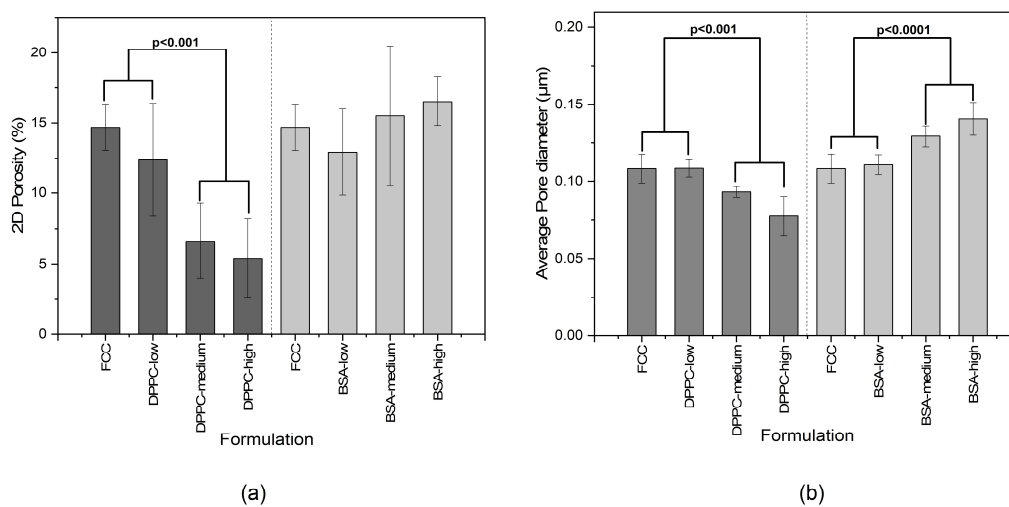 p<0.001
20
15
10
5
0
2D Porosity (%)
FCC
DPPC-low
DPPC-medium
DPPC-high
FCC
BSA-low
BSA-medium
BSA-high
Formulation
(a)
p<0.001
p<0.0001
0.20
0.15
0.10
0.05
0.00
Average Pore diameter (μm)
FCC
DPPC-low
DPPC-medium
DPPC-high
FCC
BSA-low
BSA-medium
BSA-high
Formulation
(b)